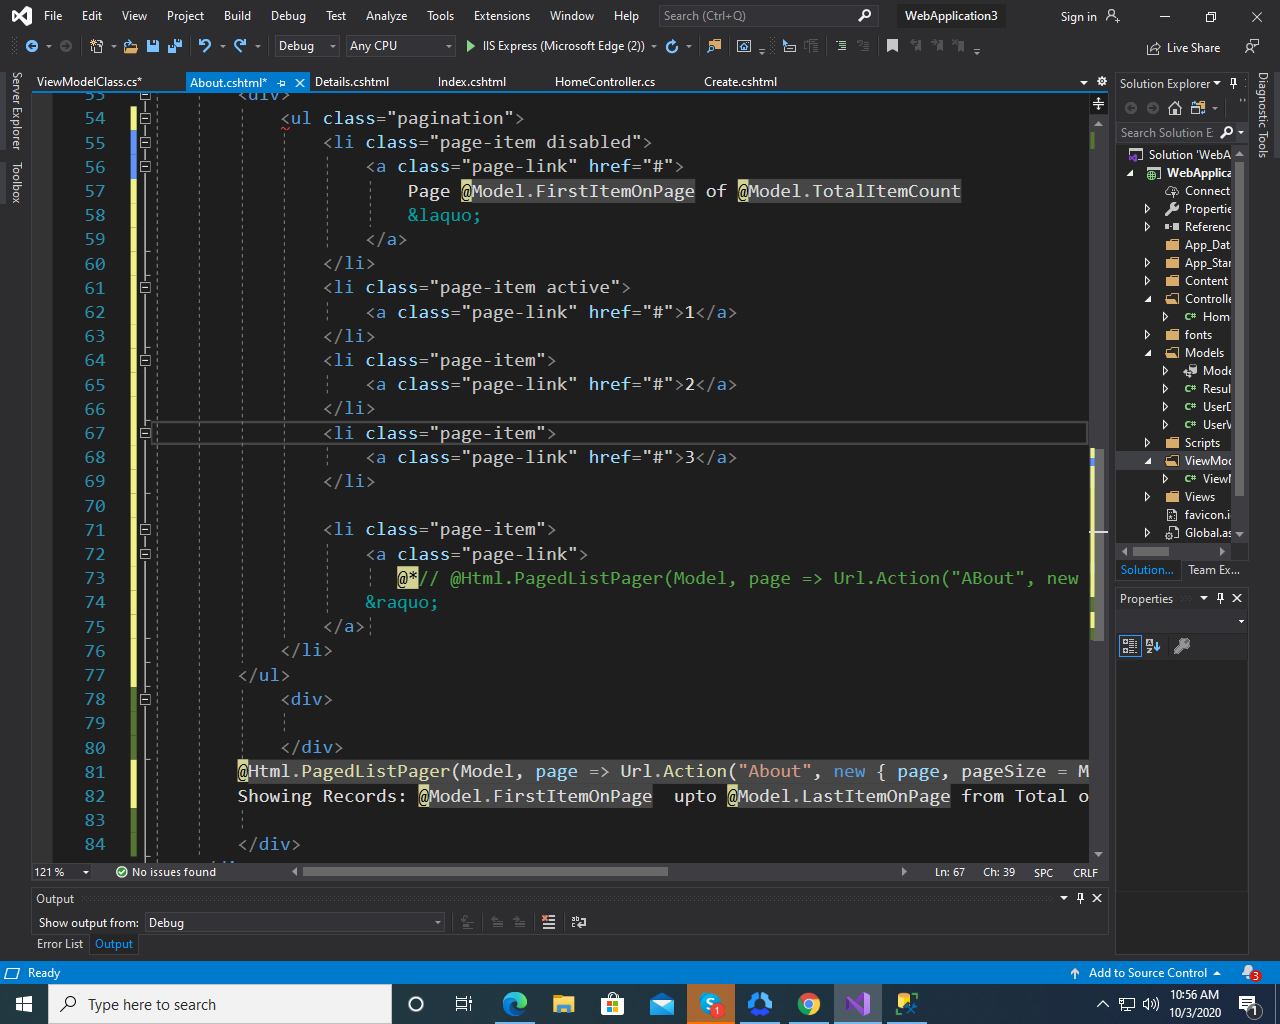 File Edit View Project Build Debug Test Analyze Tools Extensions Window Help Search (Ctrl+Q) WebApplication3 Sign in
Debug Any CPU IIS Express (Microsoft Edge (2)) Live Share
Server Explorer
Toolbox
ViewModelClass.cs* About.cshtml* Details.cshtml Index.cshtml HomeController.cs Create.cshtml
53 <div>
54 <ul class="pagination">
55 <li class="page-item disabled">
56 <a class="page-link" href="#">
57 Page @Model.FirstItemOnPage of @Model.TotalItemCount
58 &laquo;
59 </a>
60 </li>
61 <li class="page-item active">
62 <a class="page-link" href="#">1</a>
63 </li>
64 <li class="page-item">
65 <a class="page-link" href="#">2</a>
66 </li>
67 <li class="page-item">
68 <a class="page-link" href="#">3</a>
69 </li>
70
71 <li class="page-item">
72 <a class="page-link">
73 @*// @Html.PagedListPager(Model, page => Url.Action("ABout", new
74 &raquo;
75 </a>
76 </li>
77 </ul>
78 <div>
79
80 </div>
81 @Html.PagedListPager(Model, page => Url.Action("About", new { page, pageSize = M
82 Showing Records: @Model.FirstItemOnPage upto @Model.LastItemOnPage from Total o
83
84 </div>
121 % No issues found Ln: 67 Ch: 39 SPC CRLF
Output
Show output from: Debug
Error List Output
Solution Explorer
Search Solution E
Solution 'WebA
WebApplica
Connect
Propertie
Referenc
App_Dat
App_Star
Content
Controlle
C# Hom
fonts
Models
Mode
C# Resul
C# UserD
C# UserV
Scripts
ViewMod
C# ViewM
Views
favicon.i
Global.as
Solution... Team Ex...
Properties
Diagnostic Tools
Ready Add to Source Control 3
Type here to search
1
10:56 AM
10/3/2020
1